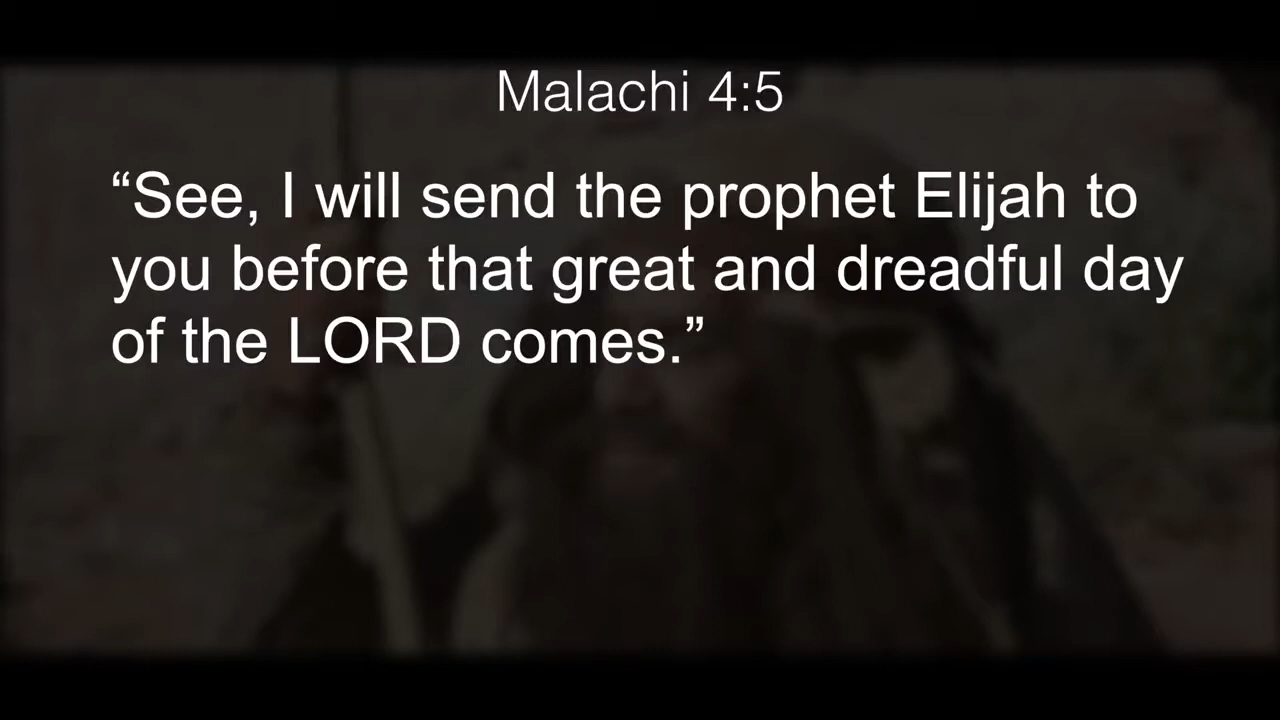 Malachi 4:5
“See, I will send the prophet Elijah to
you before that great and dreadful day
of the LORD comes.”